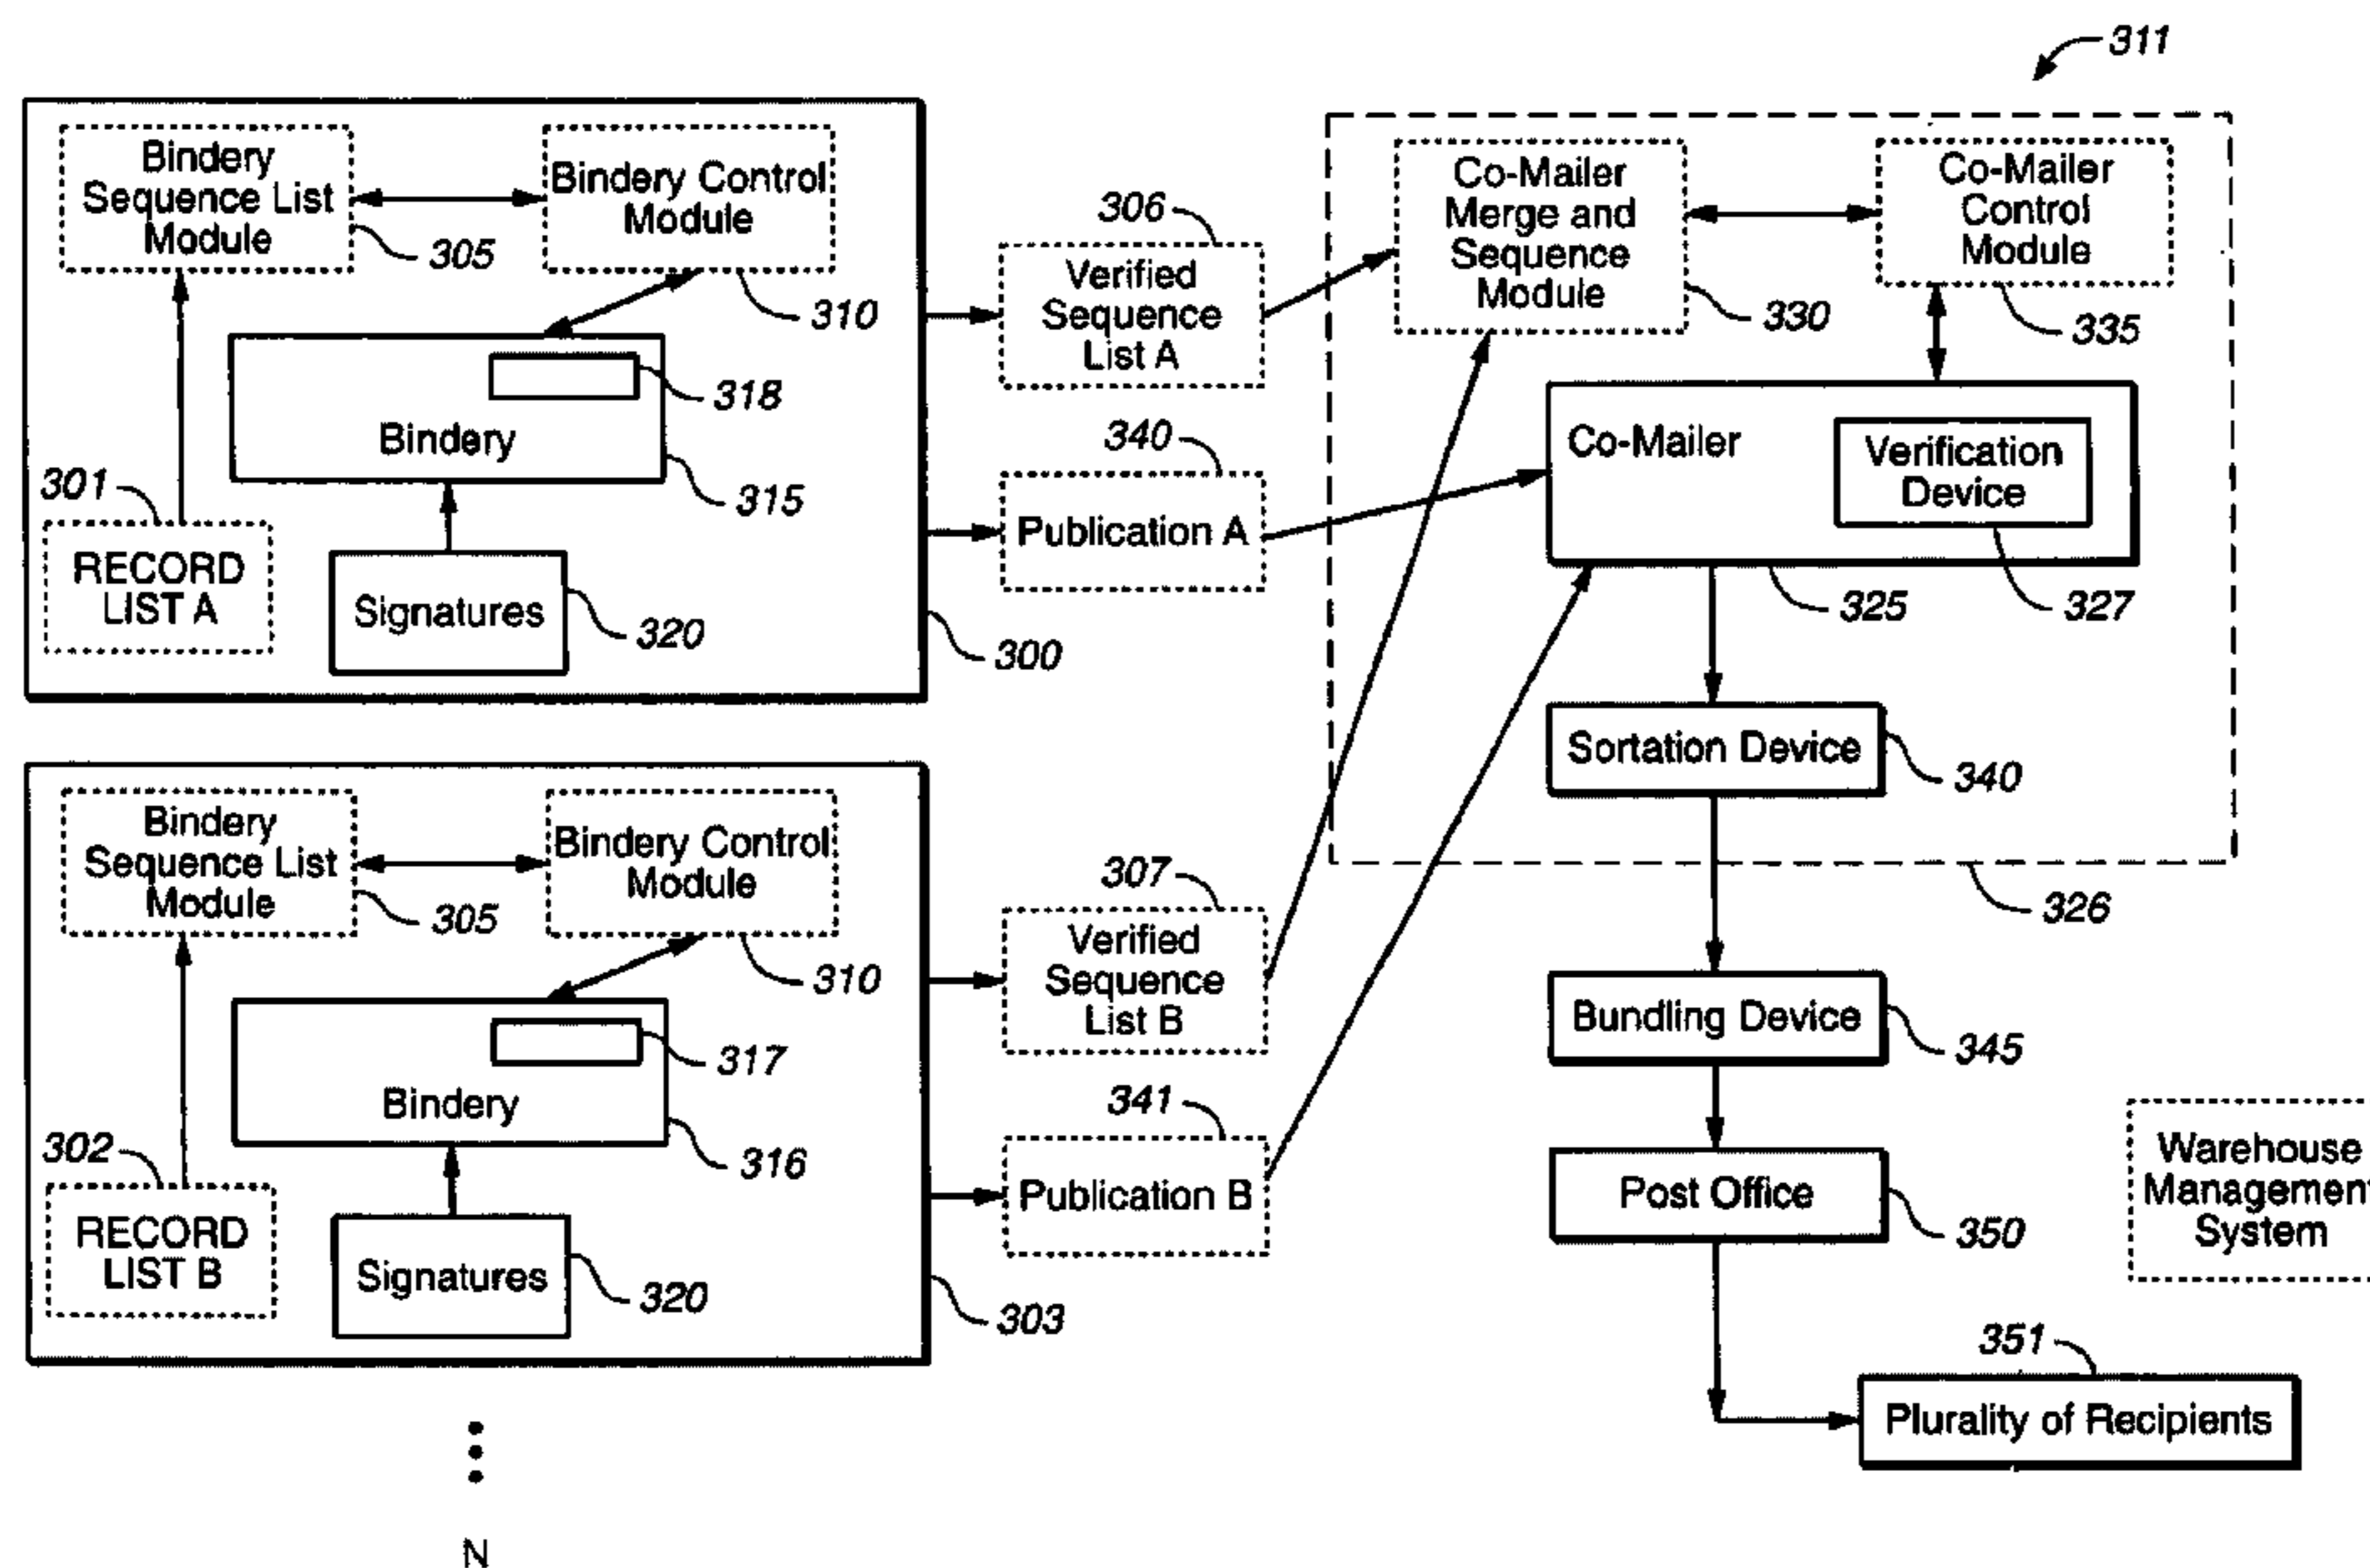 311
Bindery
Sequence List
Module
305
Bindery Control
Module
310
318
Bindery
315
301
RECORD
LIST A
Signatures
320
300
306
Verified
Sequence
List A
340
Publication A
Co-Mailer
Merge and
Sequence
Module
330
Co-Mailer
Control
Module
335
Co-Mailer
Verification
Device
325
327
Sortation Device
340
326
Bindery
Sequence List
Module
305
Bindery Control
Module
310
317
Bindery
316
302
RECORD
LIST B
Signatures
320
303
307
Verified
Sequence
List B
341
Publication B
Bundling Device
345
Post Office
350
Warehouse
Management
System
351
Plurality of Recipients
N